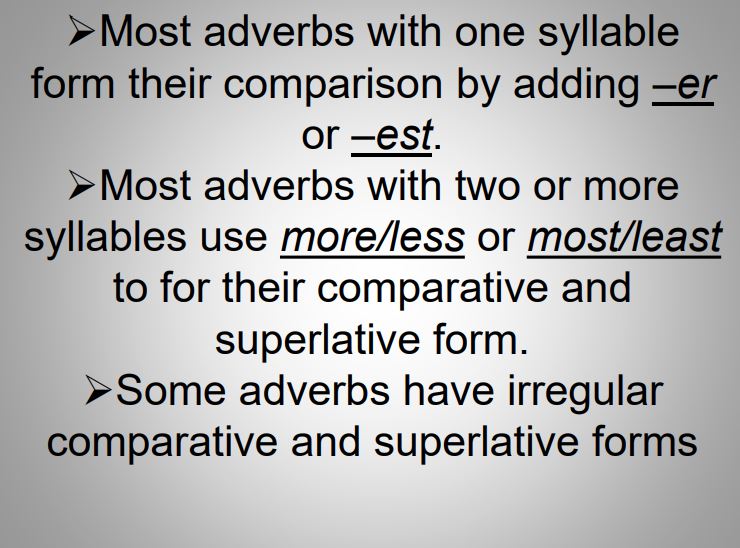 ➢Most adverbs with one syllable
form their comparison by adding –er
or –est.
➢Most adverbs with two or more
syllables use more/less or most/least
to for their comparative and
superlative form.
➢Some adverbs have irregular
comparative and superlative forms